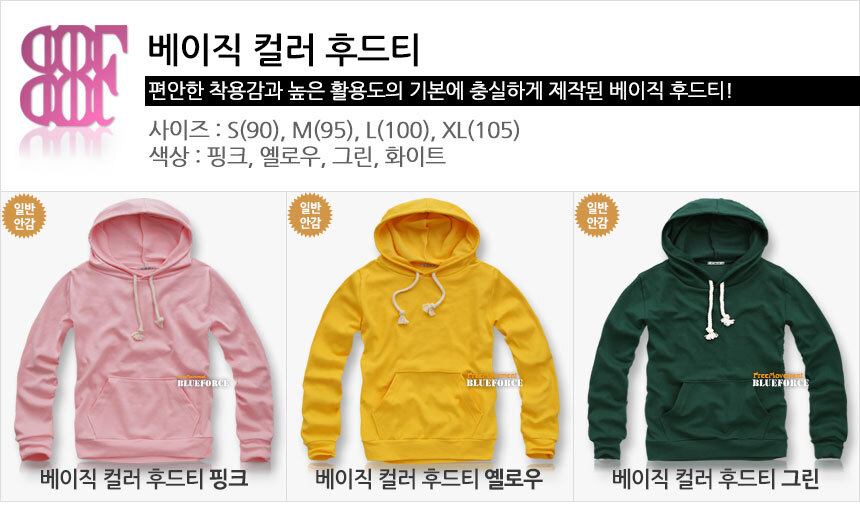 베이직 컬러 후드티
편안한 착용감과 높은 활용도의 기본에 충실하게 제작된 베이직 후드티!
사이즈 : S(90), M(95), L(100), XL(105)
색상 : 핑크, 옐로우, 그린, 화이트
일반
안감
일반
안감
일반
안감
FreeMovement
BLUEFORCE
FreeMovement
BLUEFORCE
FreeMovement
BLUEFORCE
베이직 컬러 후드티 핑크
베이직 컬러 후드티 옐로우
베이직 컬러 후드티 그린